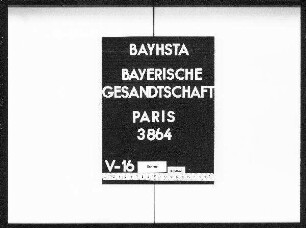 BAYHSTA
BAYERISCHE
GESANDTSCHAFT
PARIS
3864
V-16